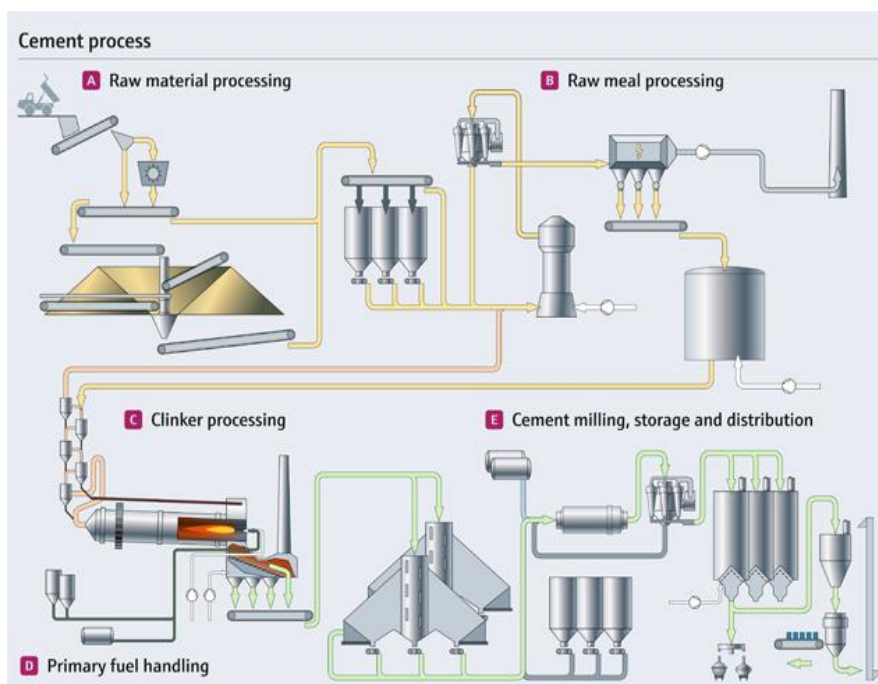 Cement process
A Raw material processing
B Raw meal processing
C Clinker processing
E Cement milling, storage and distribution
D Primary fuel handling